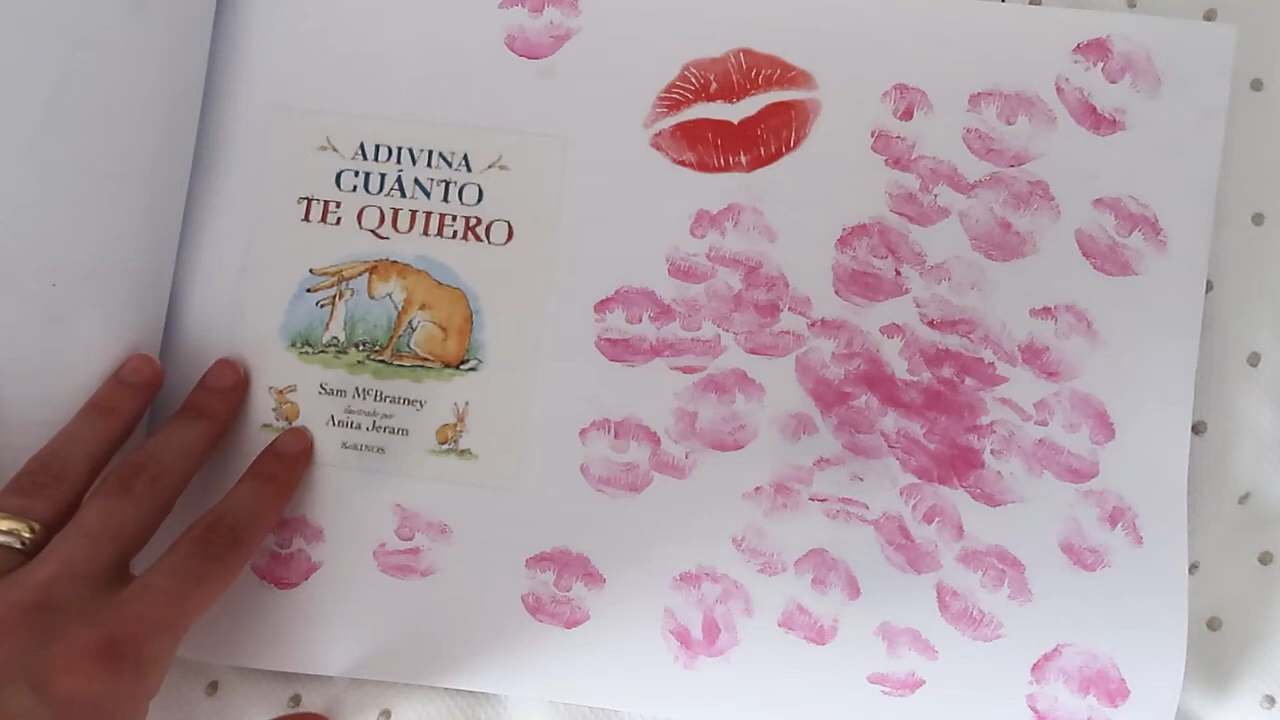 ADIVINA
CUÁNTO
TE QUIERO
Sam McBratney
ilustrado por
Anita Jeram
KóKINOS